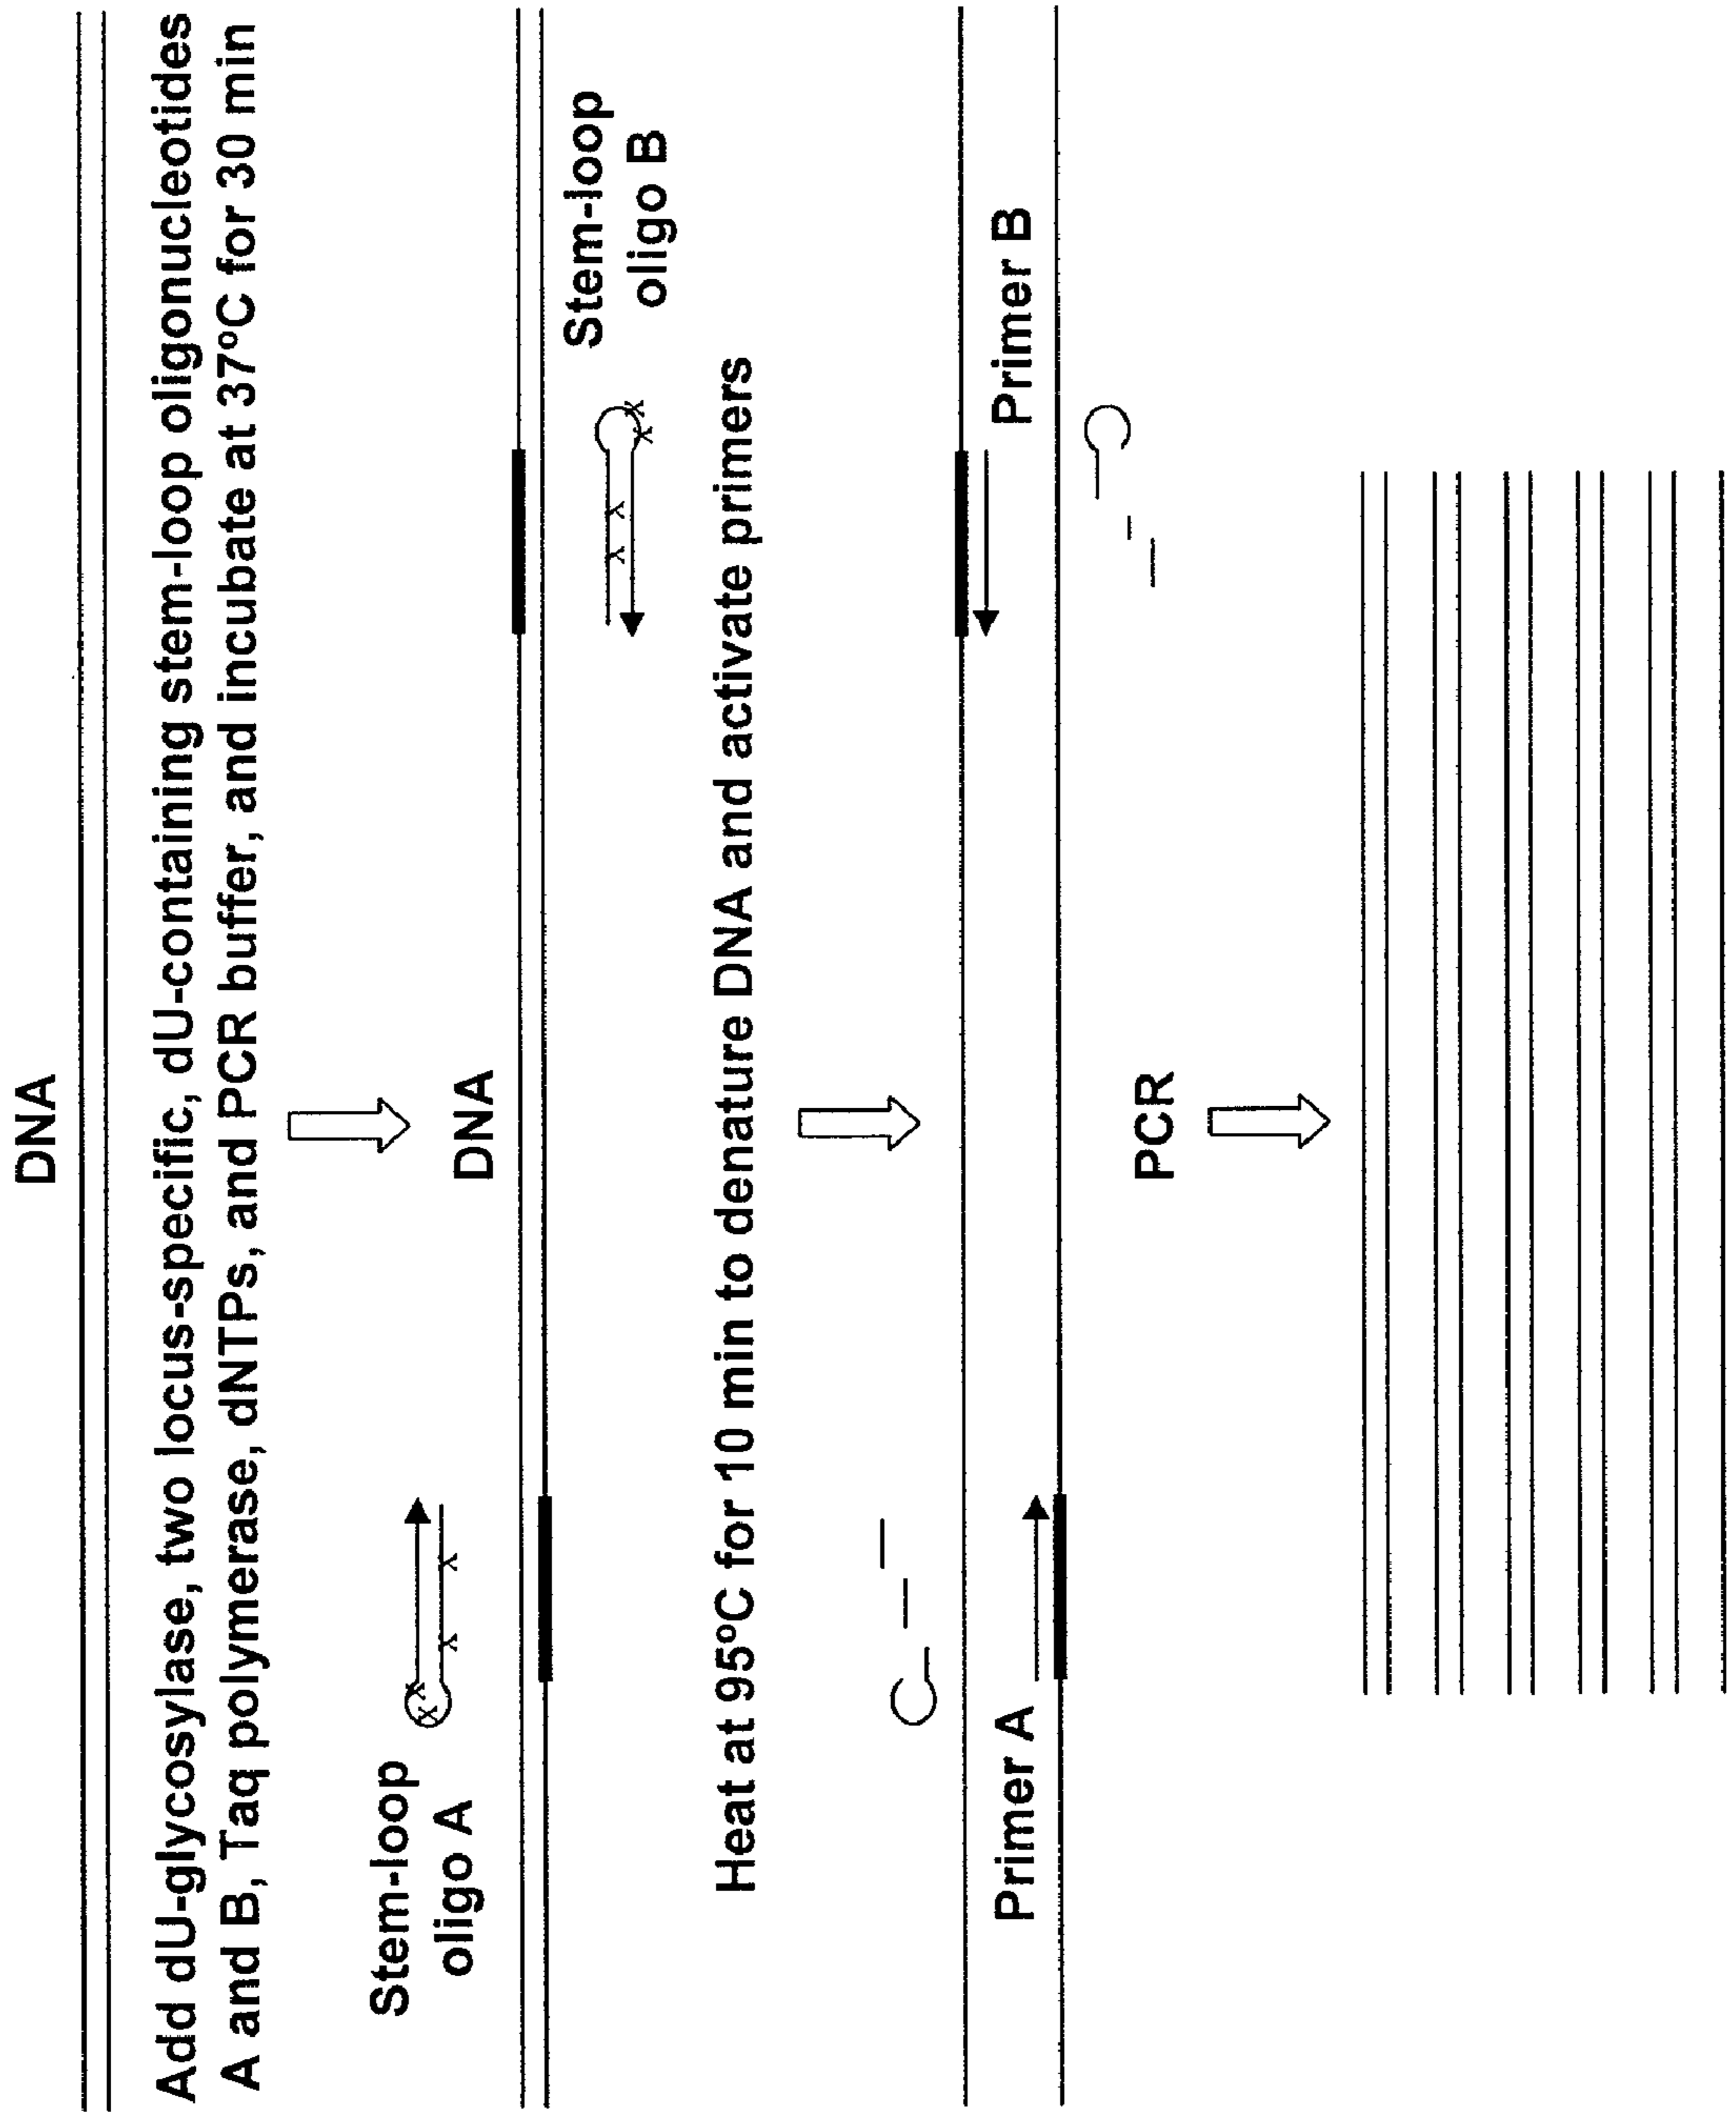 DNA
Add dU-glycosylase, two locus-specific, dU-containing stem-loop oligonucleotides
A and B, Taq polymerase, dNTPs, and PCR buffer, and incubate at 37ºC for 30 min
Stem-loop
oligo A
DNA
Stem-loop
oligo B
Heat at 95ºC for 10 min to denature DNA and activate primers
Primer A
Primer B
PCR